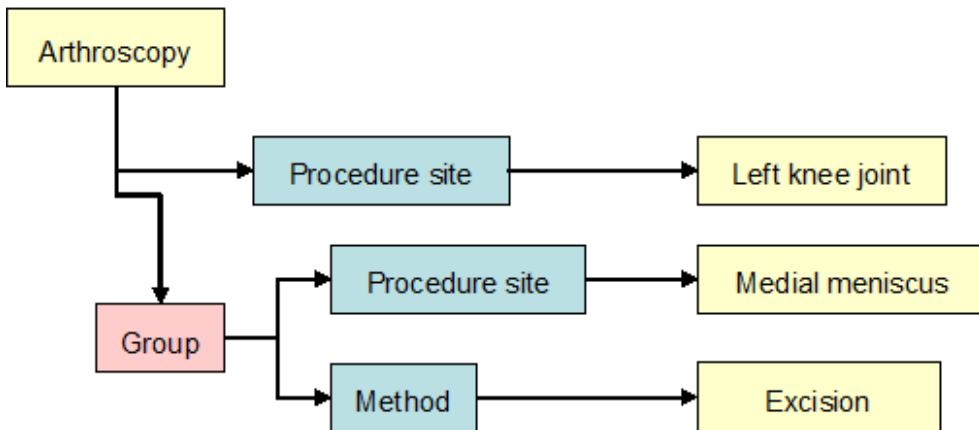 Arthroscopy
Procedure site
Left knee joint
Procedure site
Medial meniscus
Group
Method
Excision